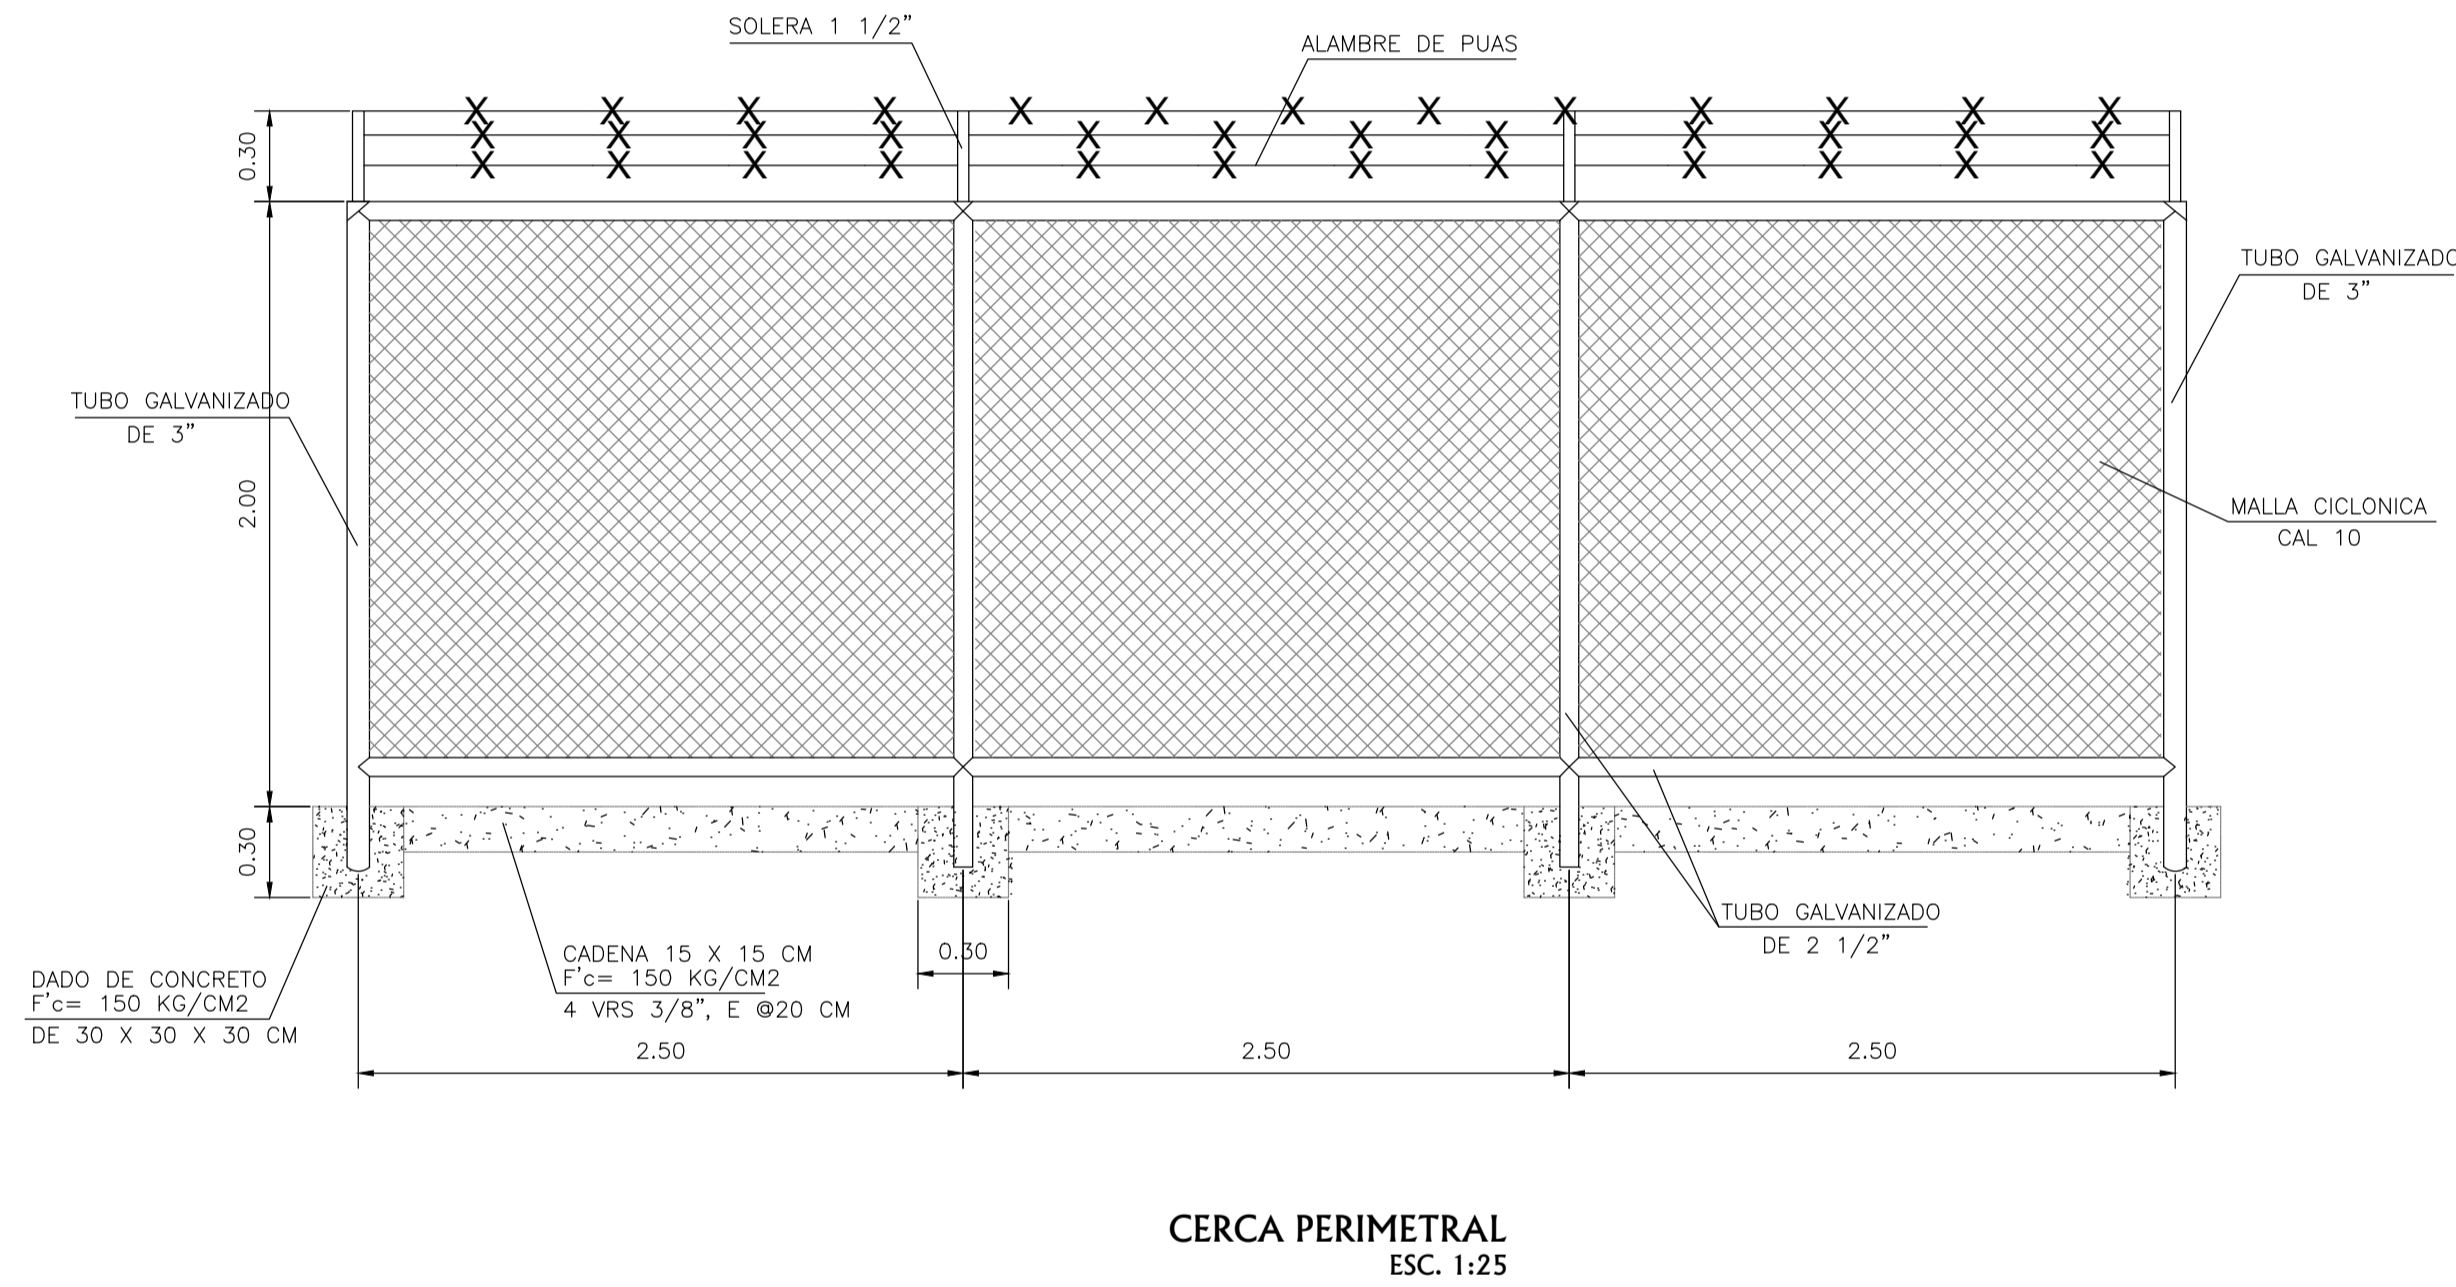 SOLERA 1 1/2”
ALAMBRE DE PUAS
0.30
TUBO GALVANIZADO
DE 3”
TUBO GALVANIZADO
DE 3”
2.00
MALLA CICLONICA
CAL 10
0.30
TUBO GALVANIZADO
DE 2 1/2”
0.30
CADENA 15 X 15 CM
F'c= 150 KG/CM2
4 VRS 3/8”, E @20 CM
DADO DE CONCRETO
F'c= 150 KG/CM2
DE 30 X 30 X 30 CM
2.50
2.50
2.50
CERCA PERIMETRAL
ESC. 1:25